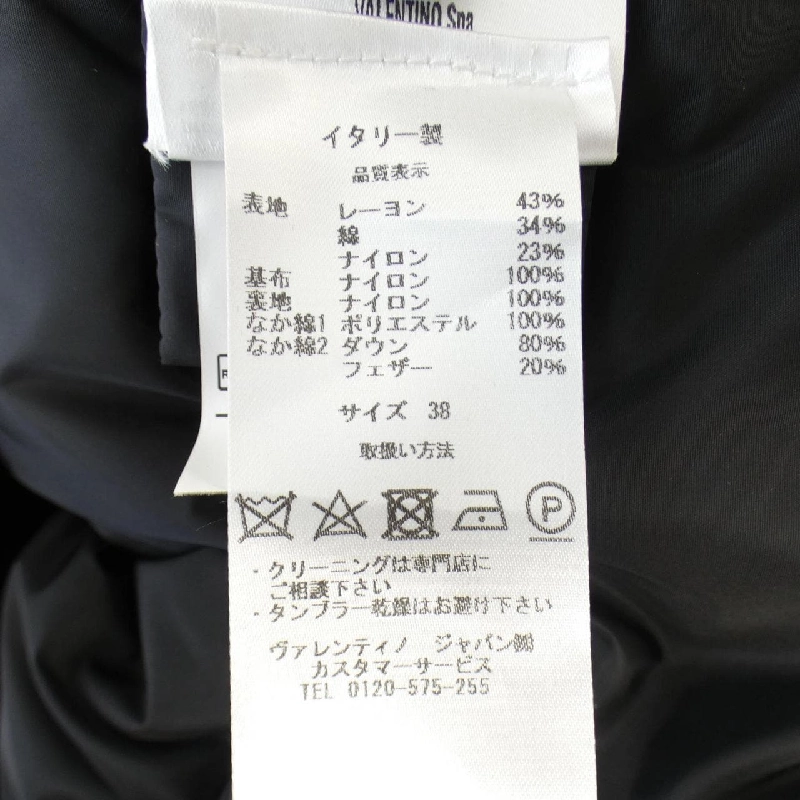 VALENTINO Spa
イタリー製
品質表示
表地 レーヨン 43%
綿 34%
ナイロン 23%
基布 ナイロン 100%
裏地 ナイロン 100%
なか綿1 ポリエステル 100%
なか綿2 ダウン 80%
フェザー 20%
サイズ 38
取扱い方法
P
・クリーニングは専門店に
ご相談下さい
・タンブラー乾燥はお避け下さい
ヴァレンティノ ジャパン㈱
カスタマーサービス
TEL 0120-575-255